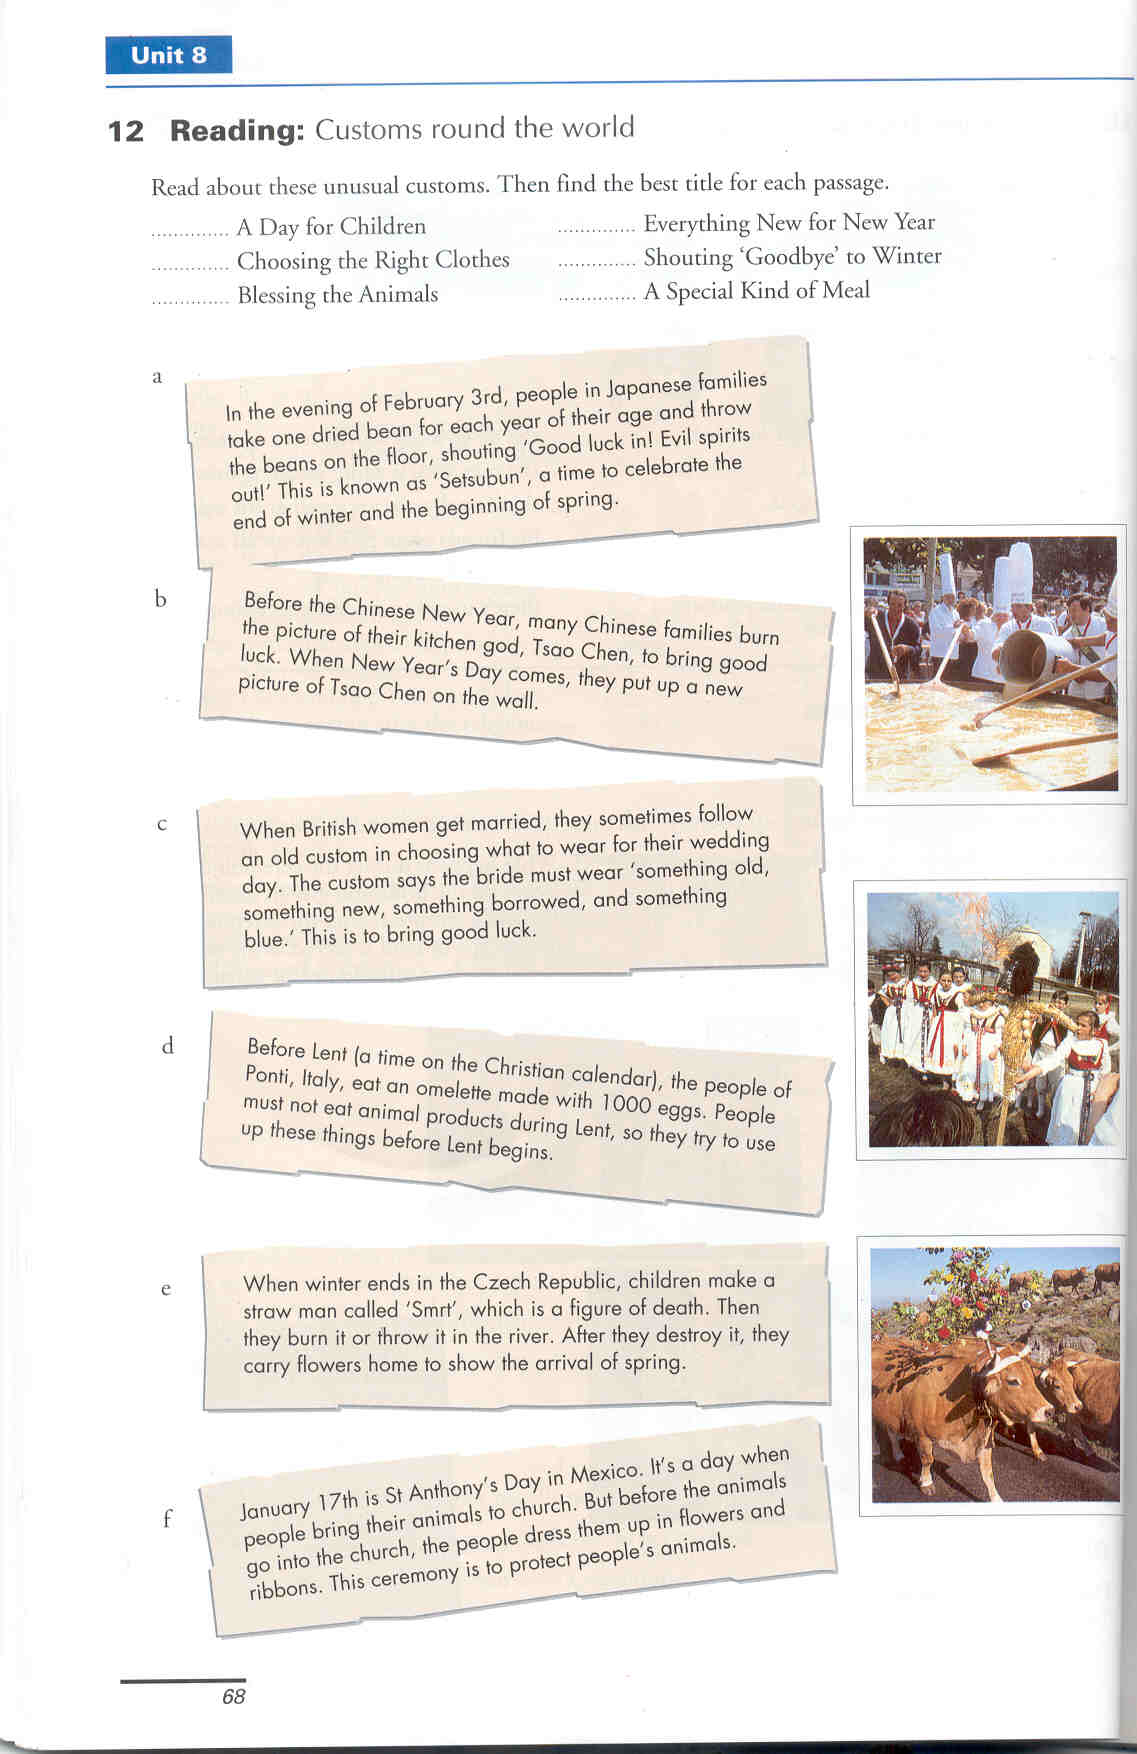 Unit 8
12 Reading: Customs round the world
Read about these unusual customs. Then find the best title for each passage.
.............. A Day for Children
.............. Choosing the Right Clothes
.............. Blessing the Animals
.............. Everything New for New Year
.............. Shouting ‘Goodbye’ to Winter
.............. A Special Kind of Meal
a
In the evening of February 3rd, people in Japanese families
take one dried bean for each year of their age and throw
the beans on the floor, shouting ‘Good luck in! Evil spirits
out!’ This is known as ‘Setsubun’, a time to celebrate the
end of winter and the beginning of spring.
b
Before the Chinese New Year, many Chinese families burn
the picture of their kitchen god, Tsao Chen, to bring good
luck. When New Year’s Day comes, they put up a new
picture of Tsao Chen on the wall.
c
When British women get married, they sometimes follow
an old custom in choosing what to wear for their wedding
day. The custom says the bride must wear ‘something old,
something new, something borrowed, and something
blue.’ This is to bring good luck.
d
Before Lent (a time on the Christian calendar), the people of
Ponti, Italy, eat an omelette made with 1000 eggs. People
must not eat animal products during Lent, so they try to use
up these things before Lent begins.
e
When winter ends in the Czech Republic, children make a
straw man called ‘Smrt’, which is a figure of death. Then
they burn it or throw it in the river. After they destroy it, they
carry flowers home to show the arrival of spring.
f
January 17th is St Anthony’s Day in Mexico. It’s a day when
people bring their animals to church. But before the animals
go into the church, the people dress them up in flowers and
ribbons. This ceremony is to protect people’s animals.
68